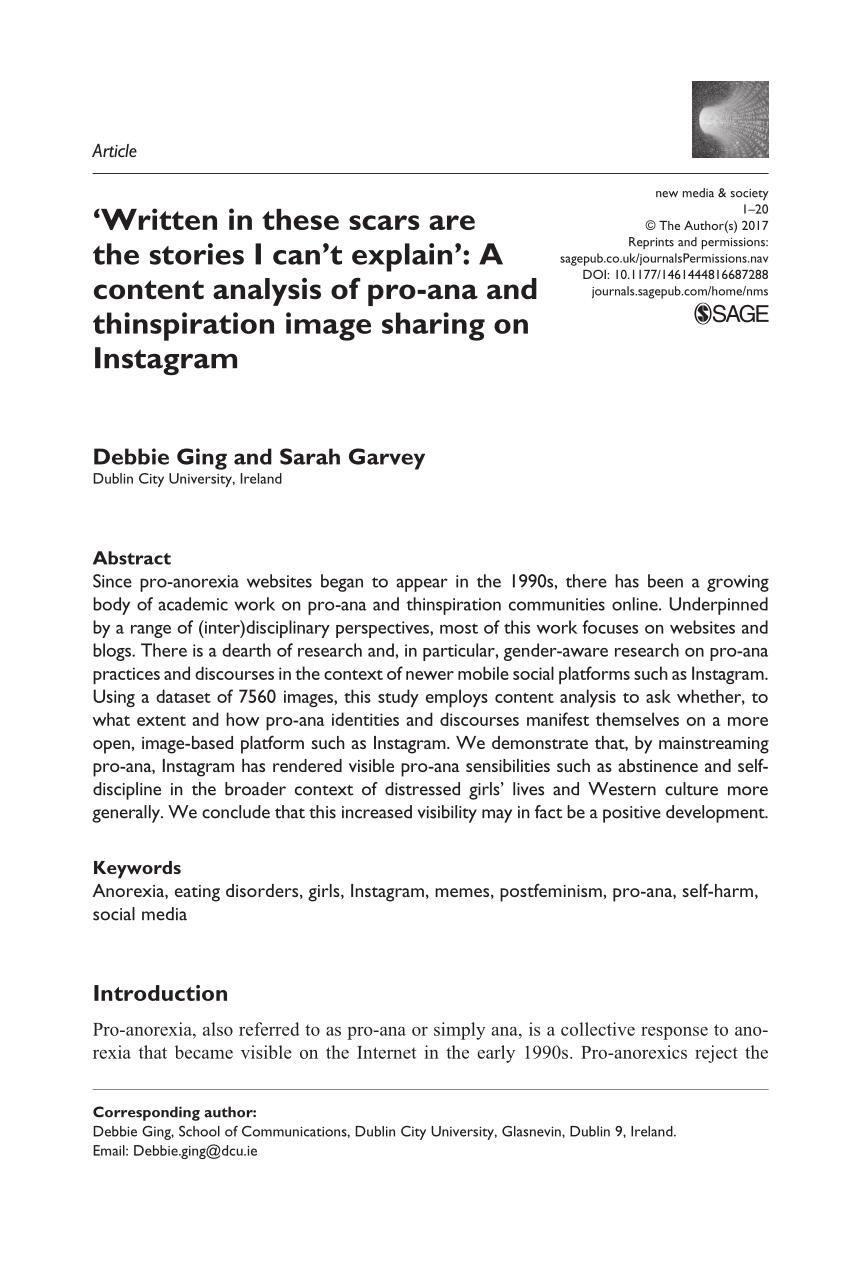 Article
new media & society
1–20
© The Author(s) 2017
Reprints and permissions:
sagepub.co.uk/journalsPermissions.nav
DOI: 10.1177/1461444816687288
journals.sagepub.com/home/nms
SAGE
‘Written in these scars are
the stories I can’t explain’: A
content analysis of pro-ana and
thinspiration image sharing on
Instagram
Debbie Ging and Sarah Garvey
Dublin City University, Ireland
Abstract
Since pro-anorexia websites began to appear in the 1990s, there has been a growing
body of academic work on pro-ana and thinspiration communities online. Underpinned
by a range of (inter)disciplinary perspectives, most of this work focuses on websites and
blogs. There is a dearth of research and, in particular, gender-aware research on pro-ana
practices and discourses in the context of newer mobile social platforms such as Instagram.
Using a dataset of 7560 images, this study employs content analysis to ask whether, to
what extent and how pro-ana identities and discourses manifest themselves on a more
open, image-based platform such as Instagram. We demonstrate that, by mainstreaming
pro-ana, Instagram has rendered visible pro-ana sensibilities such as abstinence and self-
discipline in the broader context of distressed girls’ lives and Western culture more
generally. We conclude that this increased visibility may in fact be a positive development.
Keywords
Anorexia, eating disorders, girls, Instagram, memes, postfeminism, pro-ana, self-harm,
social media
Introduction
Pro-anorexia, also referred to as pro-ana or simply ana, is a collective response to ano-
rexia that became visible on the Internet in the early 1990s. Pro-anorexics reject the
Corresponding author:
Debbie Ging, School of Communications, Dublin City University, Glasnevin, Dublin 9, Ireland.
Email: Debbie.ging@dcu.ie